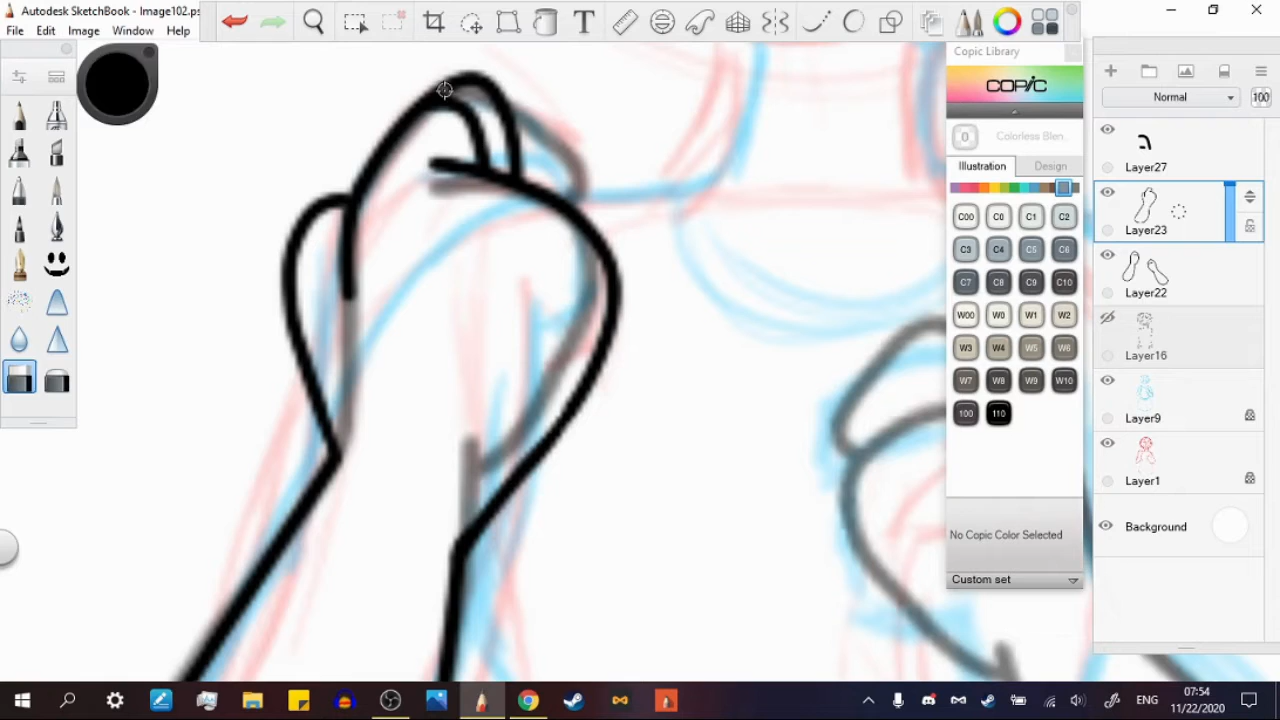 Autodesk SketchBook - Image102.ps
File Edit Image Window Help
T
Copic Library
COPIC
0 Colorless Blen.
Illustration Design
C00 C0 C1 C2
C3 C4 C5 C6
C7 C8 C9 C10
W00 W0 W1 W2
W3 W4 W5 W6
W7 W8 W9 W10
100 110
No Copic Color Selected
Custom set
Normal 100
Layer27
Layer23
Layer22
Layer16
Layer9
Layer1
Background
ENG
07:54
11/22/2020